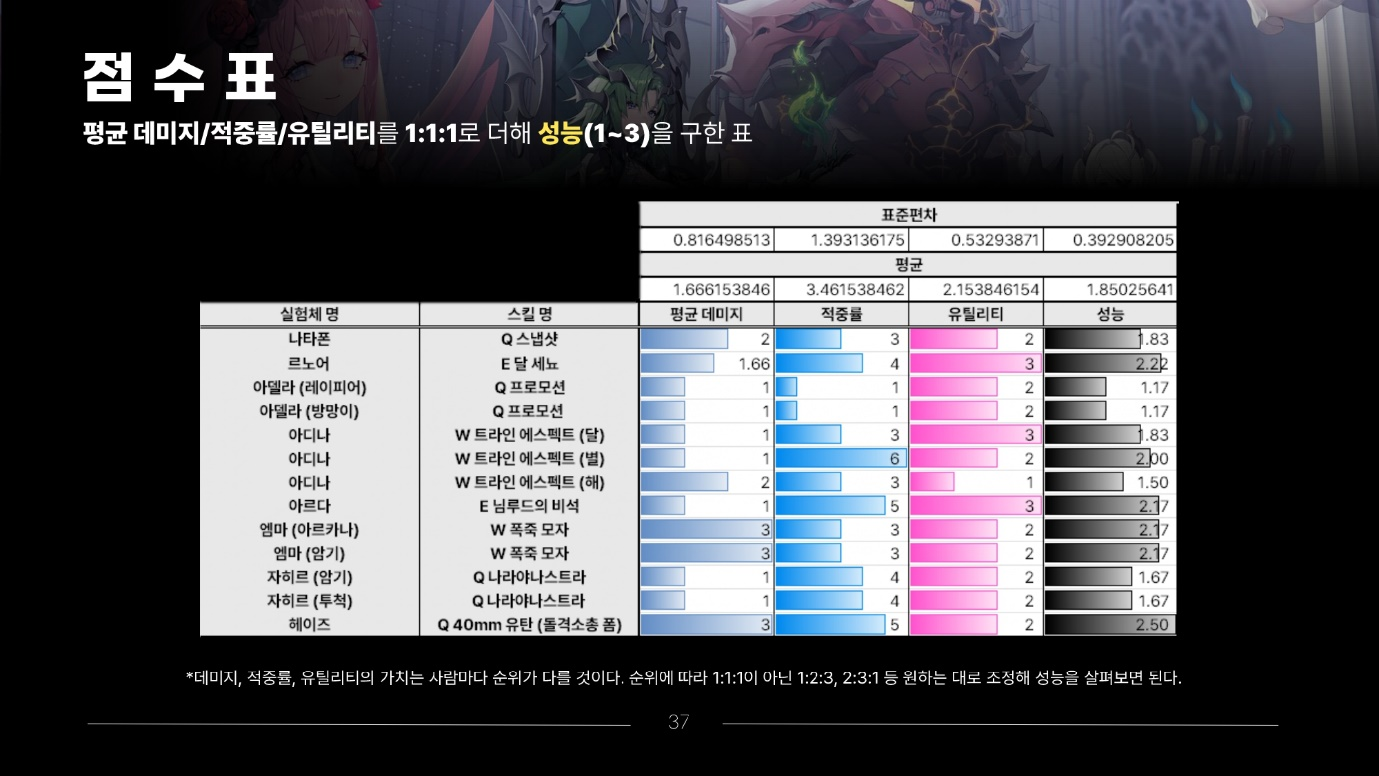 점 수 표
평균 데미지/적중률/유틸리티를 1:1:1로 더해 성능(1~3)을 구한 표
표준편차
0.816498513 1.393136175 0.53293871 0.392908205
평균
1.666153846 3.461538462 2.153846154 1.85025641
실험체 명 스킬 명 평균 데미지 적중률 유틸리티 성능
나타폰 Q 스냅샷 2 3 2 1.83
르노어 E 달 세뇨 1.66 4 3 2.22
아델라 (레이피어) Q 프로모션 1 1 2 1.17
아델라 (방망이) Q 프로모션 1 1 2 1.17
아디나 W 트라인 에스펙트 (달) 1 3 3 1.83
아디나 W 트라인 에스펙트 (별) 1 6 2 2.00
아디나 W 트라인 에스펙트 (해) 2 3 1 1.50
아르다 E 님루드의 비석 1 5 3 2.17
엠마 (아르카나) W 폭죽 모자 3 3 2 2.17
엠마 (암기) W 폭죽 모자 3 3 2 2.17
자히르 (암기) Q 나라야나스트라 1 4 2 1.67
자히르 (투척) Q 나라야나스트라 1 4 2 1.67
헤이즈 Q 40mm 유탄 (돌격소총 폼) 3 5 2 2.50
*데미지, 적중률, 유틸리티의 가치는 사람마다 순위가 다를 것이다. 순위에 따라 1:1:1이 아닌 1:2:3, 2:3:1 등 원하는 대로 조정해 성능을 살펴보면 된다.
37